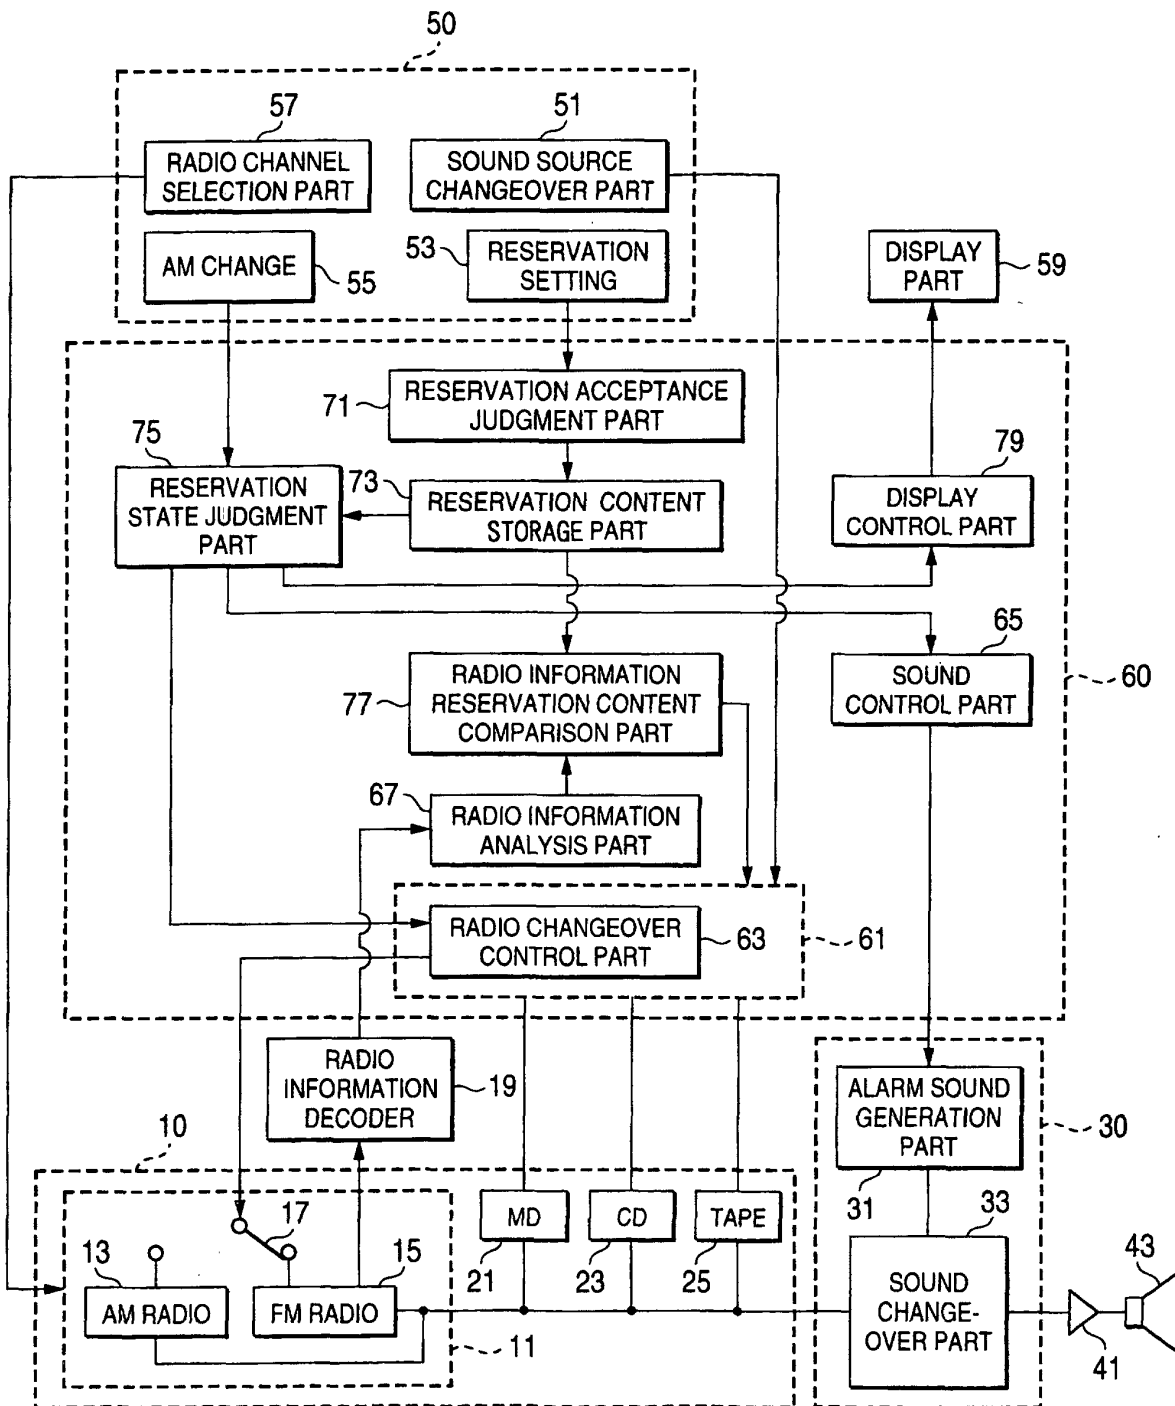 50
57
51
RADIO CHANNEL
SELECTION PART
SOUND SOURCE
CHANGEOVER PART
AM CHANGE
55
53
RESERVATION
SETTING
DISPLAY
PART
59
71
RESERVATION ACCEPTANCE
JUDGMENT PART
75
RESERVATION
STATE JUDGMENT
PART
73
RESERVATION CONTENT
STORAGE PART
79
DISPLAY
CONTROL PART
65
SOUND
CONTROL PART
60
77
RADIO INFORMATION
RESERVATION CONTENT
COMPARISON PART
67
RADIO INFORMATION
ANALYSIS PART
RADIO CHANGEOVER
CONTROL PART
63
61
RADIO
INFORMATION
DECODER
19
ALARM SOUND
GENERATION
PART
30
31
10
17
13
AM RADIO
15
FM RADIO
11
MD
21
CD
23
TAPE
25
33
SOUND
CHANGE-
OVER PART
43
41